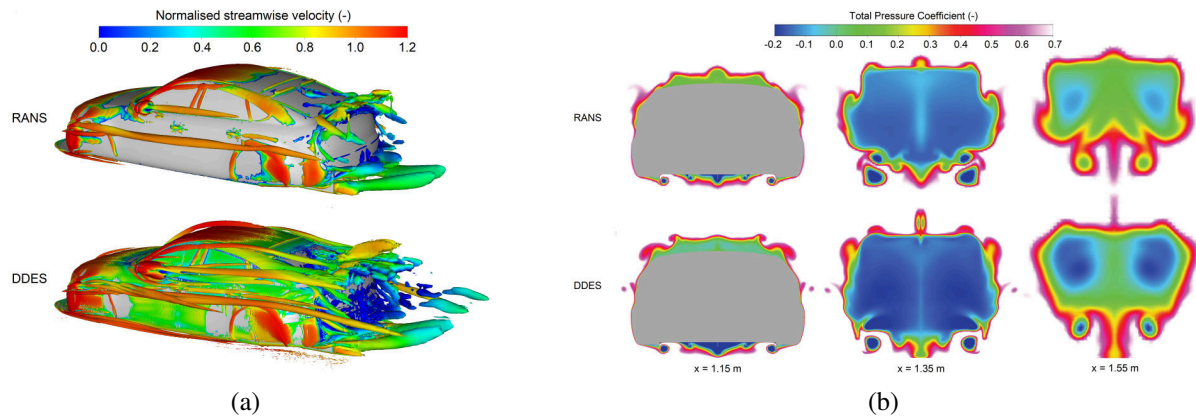 Normalised streamwise velocity (-)
0.0 0.2 0.4 0.6 0.8 1.0 1.2
RANS
DDES
(a)
Total Pressure Coefficient (-)
-0.2 -0.1 0.0 0.1 0.2 0.3 0.4 0.5 0.6 0.7
RANS
DDES
x = 1.15 m x = 1.35 m x = 1.55 m
(b)